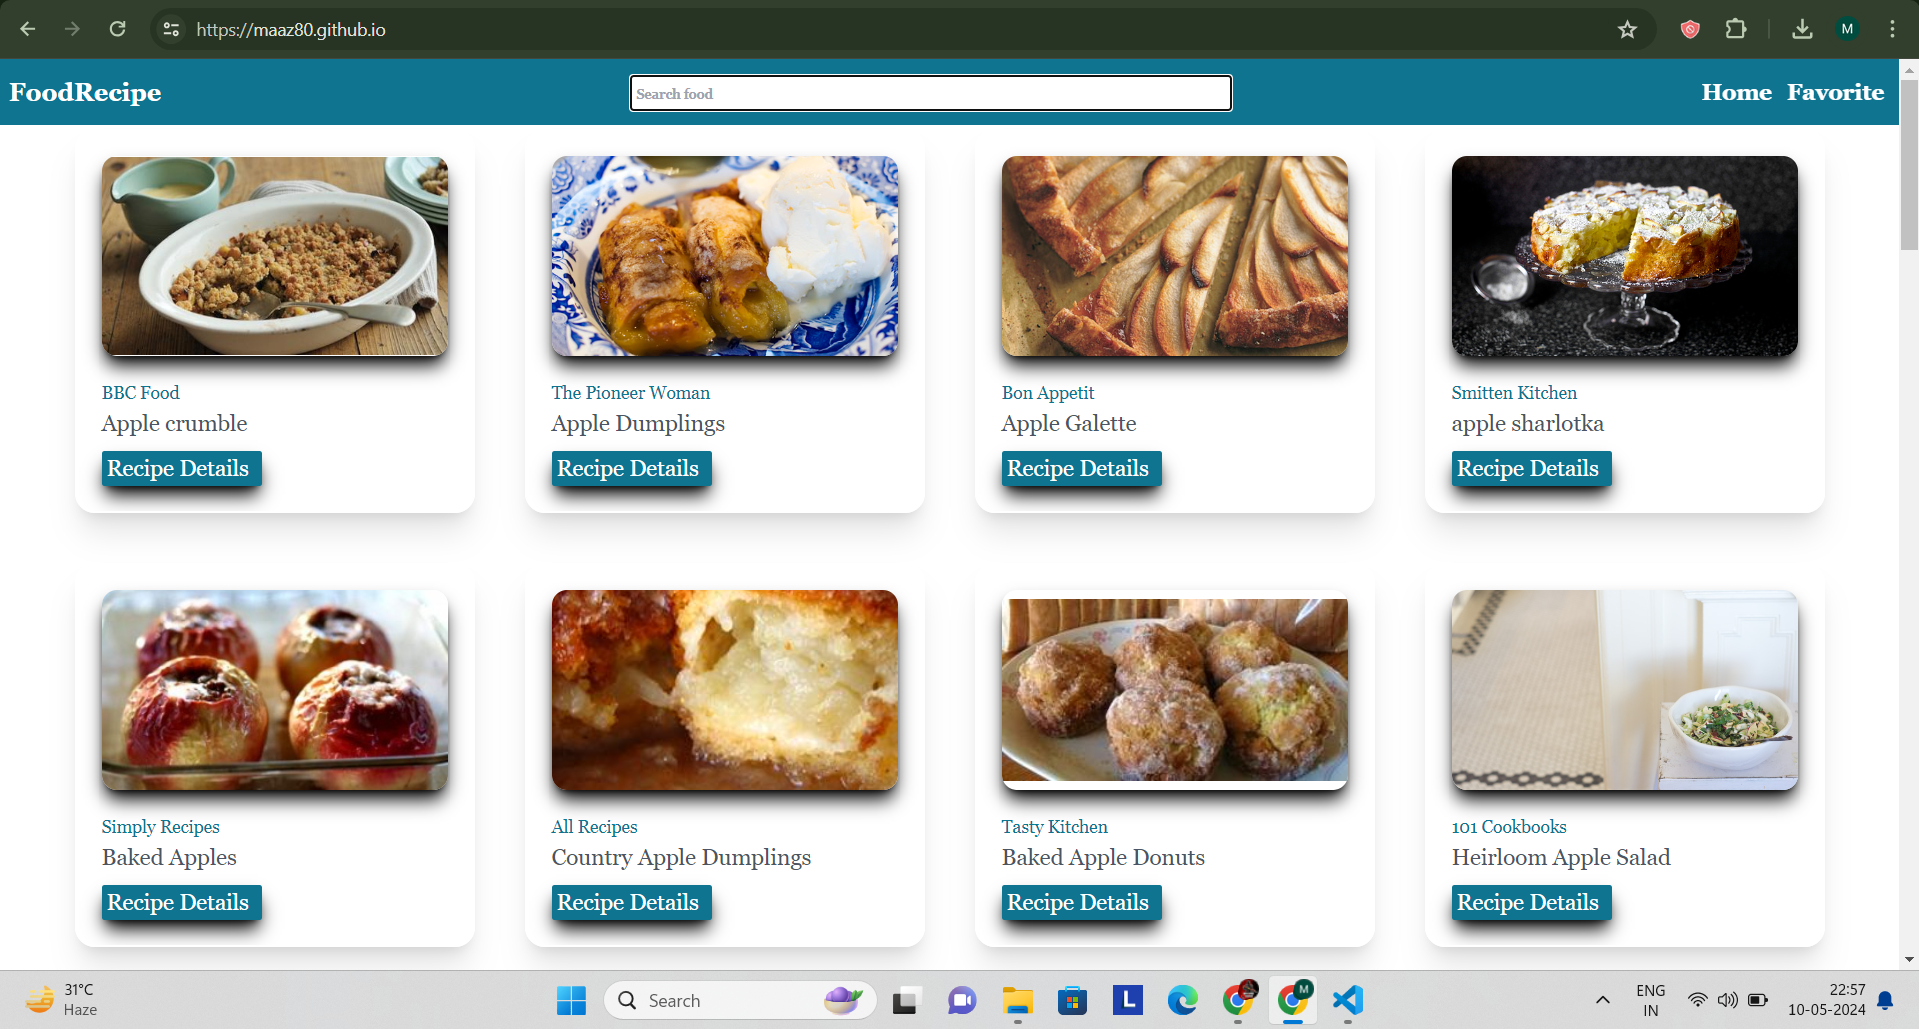 https://maaz80.github.io
M
FoodRecipe
Search food
Home Favorite
BBC Food
Apple crumble
Recipe Details
The Pioneer Woman
Apple Dumplings
Recipe Details
Bon Appetit
Apple Galette
Recipe Details
Smitten Kitchen
apple sharlotka
Recipe Details
Simply Recipes
Baked Apples
Recipe Details
All Recipes
Country Apple Dumplings
Recipe Details
Tasty Kitchen
Baked Apple Donuts
Recipe Details
101 Cookbooks
Heirloom Apple Salad
Recipe Details
31°C
Haze
Search
L
M
ENG
IN
22:57
10-05-2024